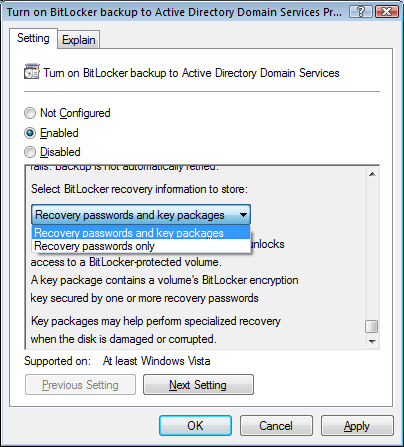 Turn on BitLocker backup to Active Directory Domain Services Pr...
Setting
Explain
Turn on BitLocker backup to Active Directory Domain Services
Not Configured
Enabled
Disabled
fails. Backup is not automatically retried.
Select BitLocker recovery information to store:
Recovery passwords and key packages
Recovery passwords and key packages
Recovery passwords only
unlocks
access to a BitLocker-protected volume.
A key package contains a volume's BitLocker encryption
key secured by one or more recovery passwords
Key packages may help perform specialized recovery
when the disk is damaged or corrupted.
Supported on: At least Windows Vista
Previous Setting
Next Setting
OK
Cancel
Apply